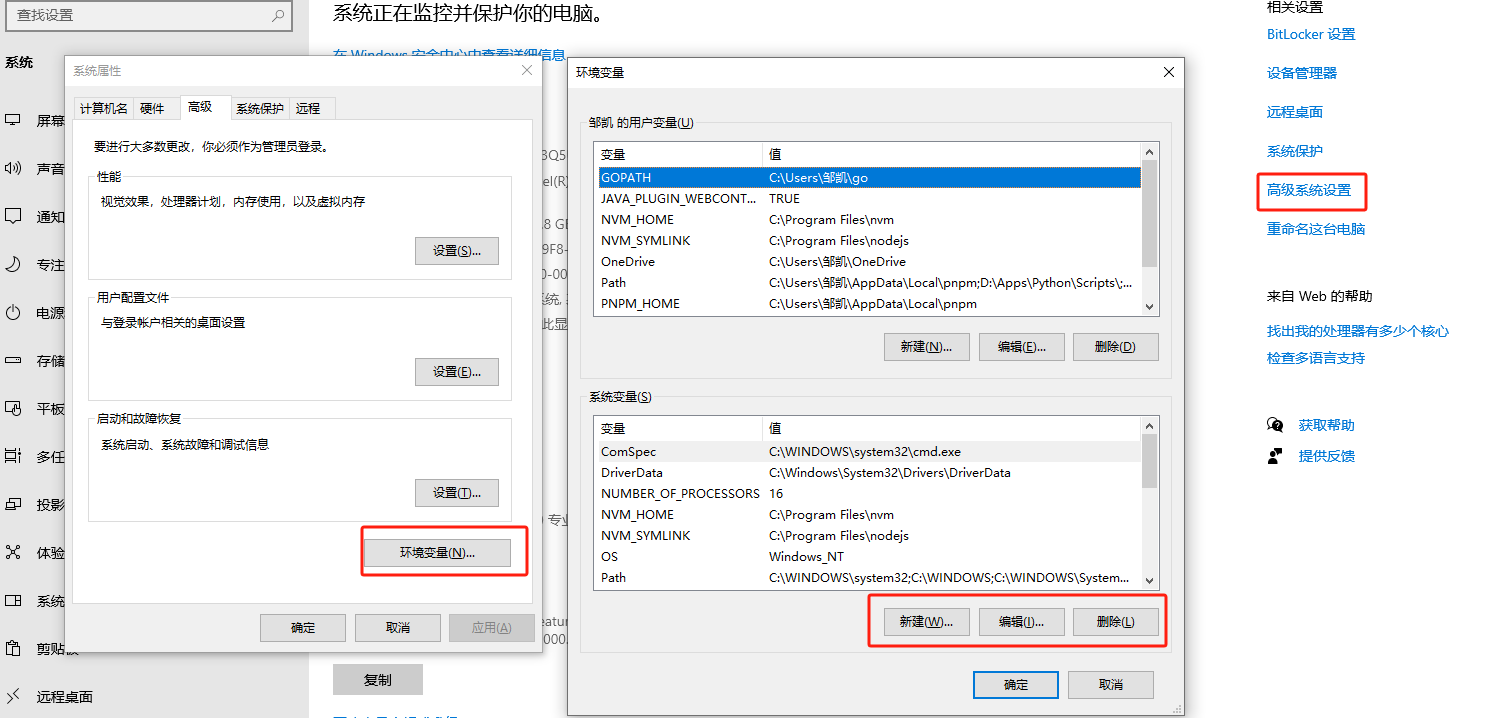 查找设置
系统
屏幕
声音
通知
专注
电源
存储
平板
多任
投影
体验
系统
剪贴板
远程桌面
系统正在监控并保护你的电脑。
在 Windows 安全中心中查看详细信息
系统属性
计算机名
硬件
高级
系统保护
远程
要进行大多数更改，你必须作为管理员登录。
性能
视觉效果，处理器计划，内存使用，以及虚拟内存
设置(S)...
用户配置文件
与登录帐户相关的桌面设置
设置(E)...
启动和故障恢复
系统启动、系统故障和调试信息
设置(T)...
环境变量(N)...
确定
取消
应用(A)
复制
环境变量
邹凯 的用户变量(U)
变量 值
GOPATH C:\Users\邹凯\go
JAVA_PLUGIN_WEBCONT... TRUE
NVM_HOME C:\Program Files\nvm
NVM_SYMLINK C:\Program Files\nodejs
OneDrive C:\Users\邹凯\OneDrive
Path C:\Users\邹凯\AppData\Local\pnpm;D:\Apps\Python\Scripts\;...
PNPM_HOME C:\Users\邹凯\AppData\Local\pnpm
新建(N)...
编辑(E)...
删除(D)
系统变量(S)
变量 值
ComSpec C:\WINDOWS\system32\cmd.exe
DriverData C:\Windows\System32\Drivers\DriverData
NUMBER_OF_PROCESSORS 16
NVM_HOME C:\Program Files\nvm
NVM_SYMLINK C:\Program Files\nodejs
OS Windows_NT
Path C:\WINDOWS\system32;C:\WINDOWS;C:\WINDOWS\System...
新建(W)...
编辑(I)...
删除(L)
确定
取消
相关设置
BitLocker 设置
设备管理器
远程桌面
系统保护
高级系统设置
重命名这台电脑
来自 Web 的帮助
找出我的处理器有多少个核心
检查多语言支持
获取帮助
提供反馈